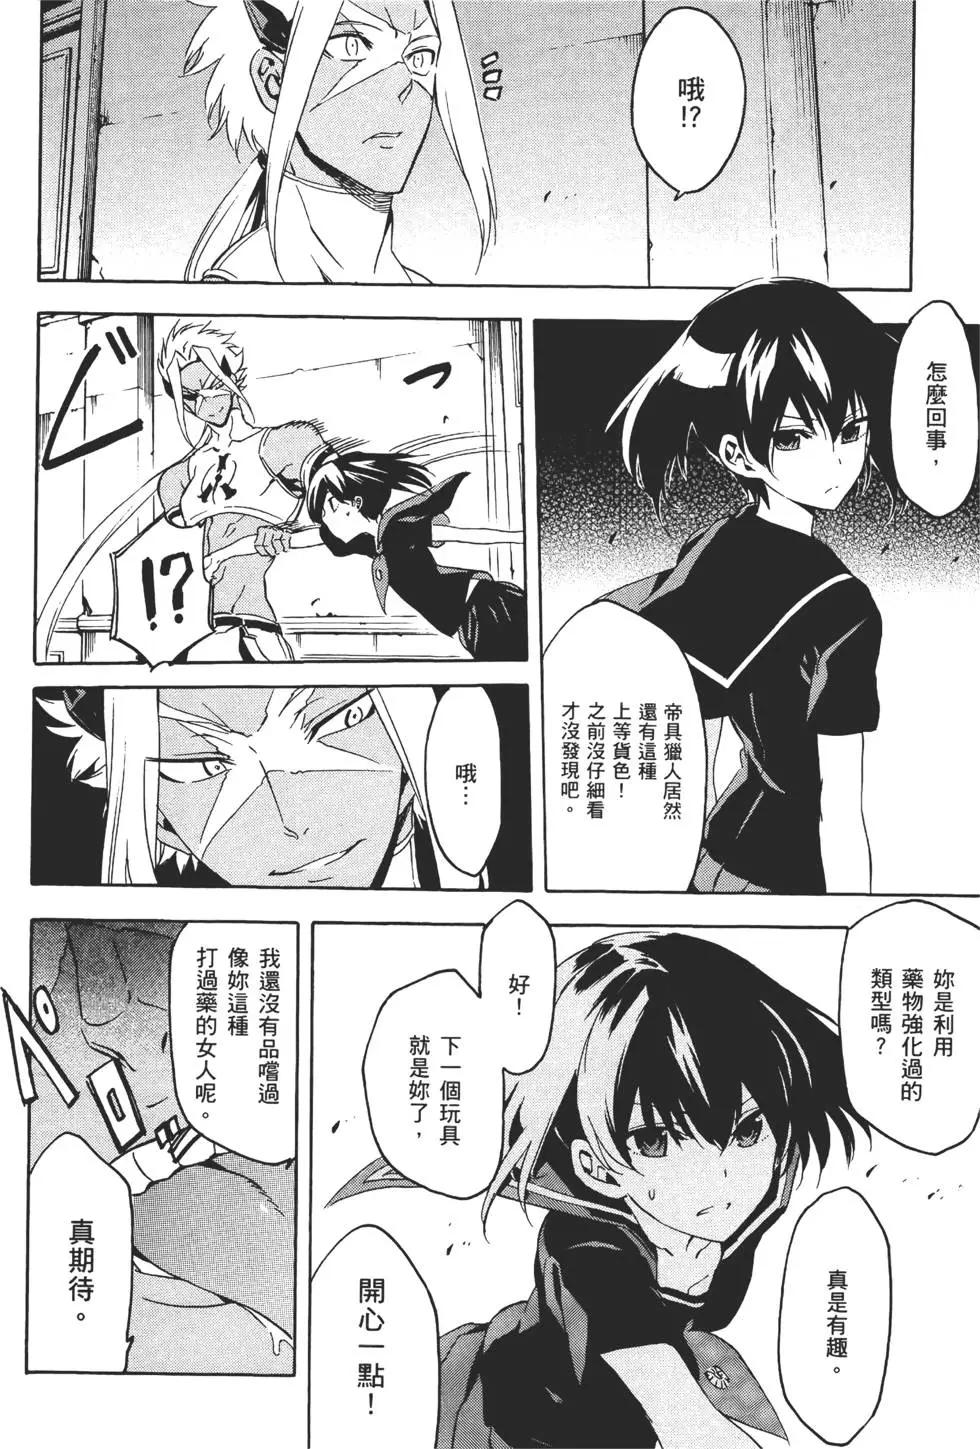 哦!?
怎麼回事，
帝具獵人居然
還有這種
上等貨色！
之前沒仔細看
才沒發現吧。
ビッ
!?
哦…
妳是利用
藥物強化過的
類型嗎？
真是有趣。
好！
下一個玩具
就是妳了，
開心一點！
我還沒有品嚐過
像妳這種
打過藥的女人呢。
ペロ
真期待。